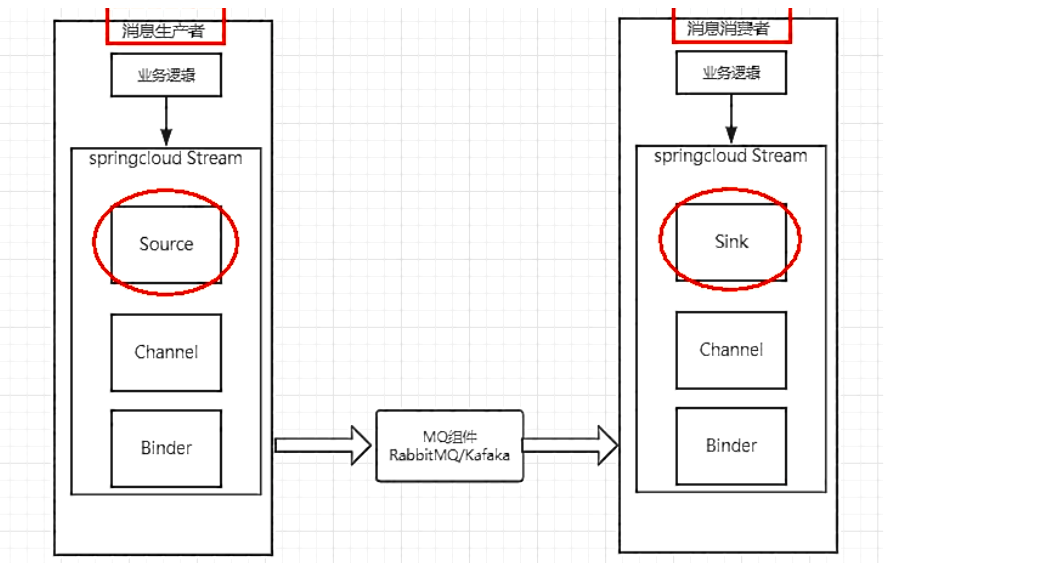 消息生产者
业务逻辑
springcloud Stream
Source
Channel
Binder
MQ组件
RabbitMQ/Kafaka
消息消费者
业务逻辑
springcloud Stream
Sink
Channel
Binder